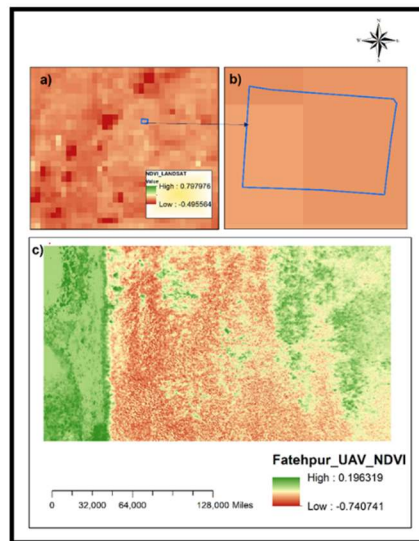 N
W E
S
a)
b)
NDVI_LANDSAT
Value
High : 0.797976
Low : -0.495564
c)
Fatehpur_UAV_NDVI
High : 0.196319
Low : -0.740741
0 32,000 64,000 128,000 Miles